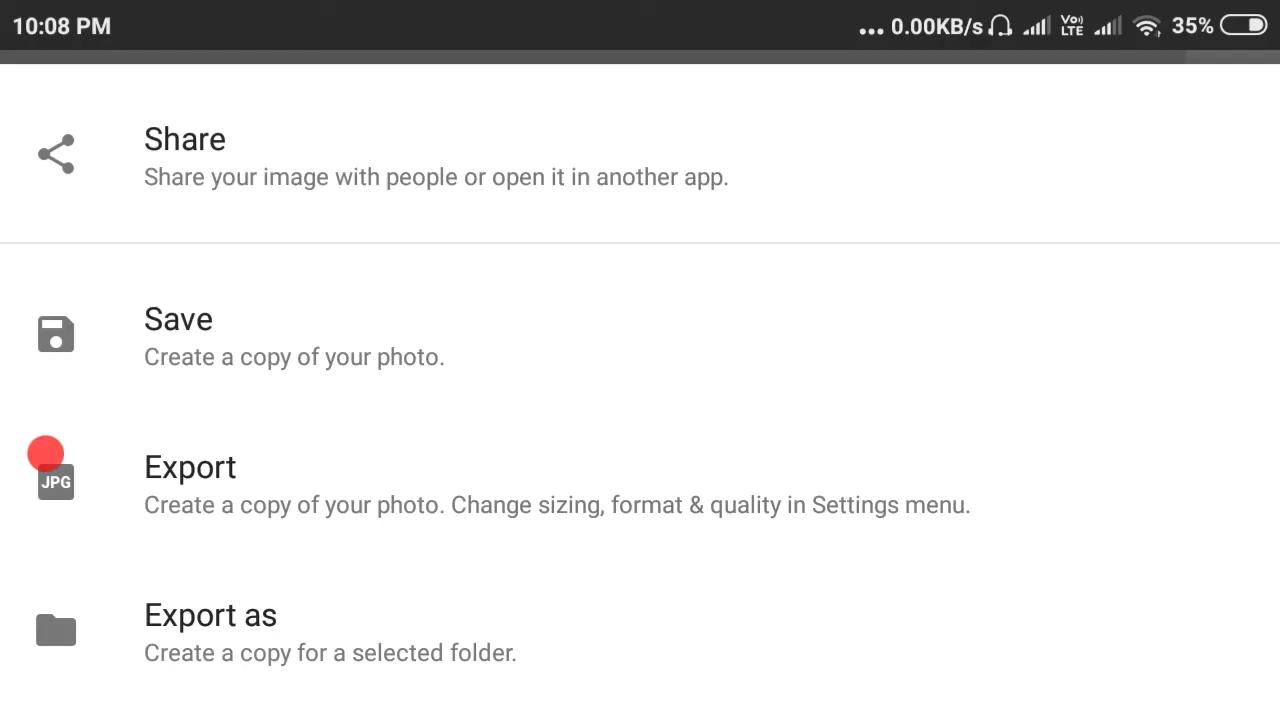 10:08 PM ... 0.00KB/s Vo) LTE 35%
Share
Share your image with people or open it in another app.
Save
Create a copy of your photo.
JPG
Export
Create a copy of your photo. Change sizing, format & quality in Settings menu.
Export as
Create a copy for a selected folder.